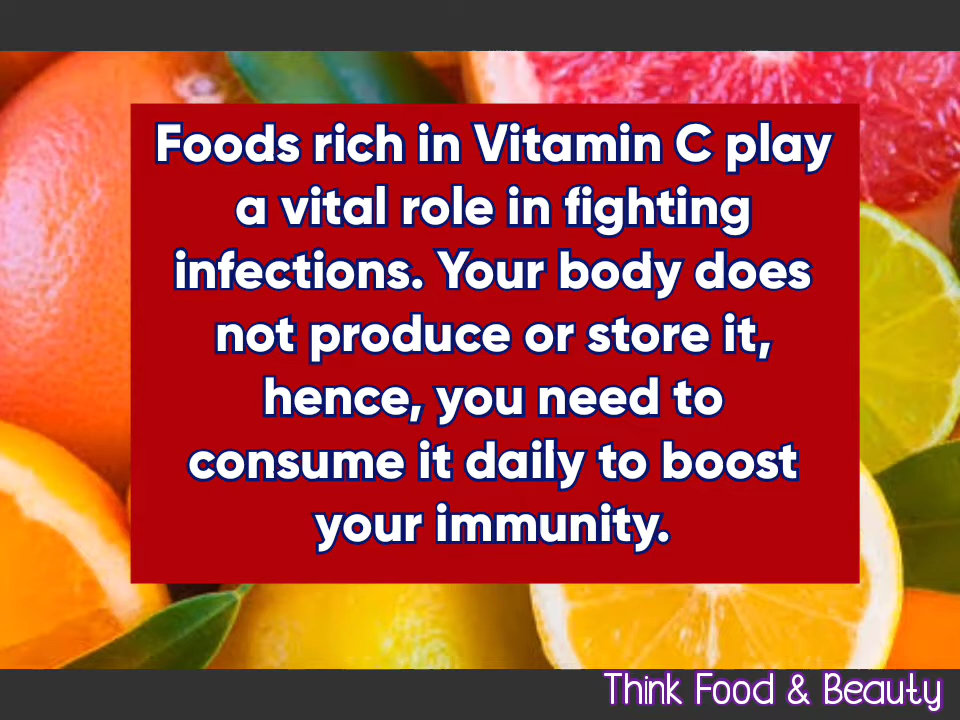 Foods rich in Vitamin C play
a vital role in fighting
infections. Your body does
not produce or store it,
hence, you need to
consume it daily to boost
your immunity.
Think Food & Beauty